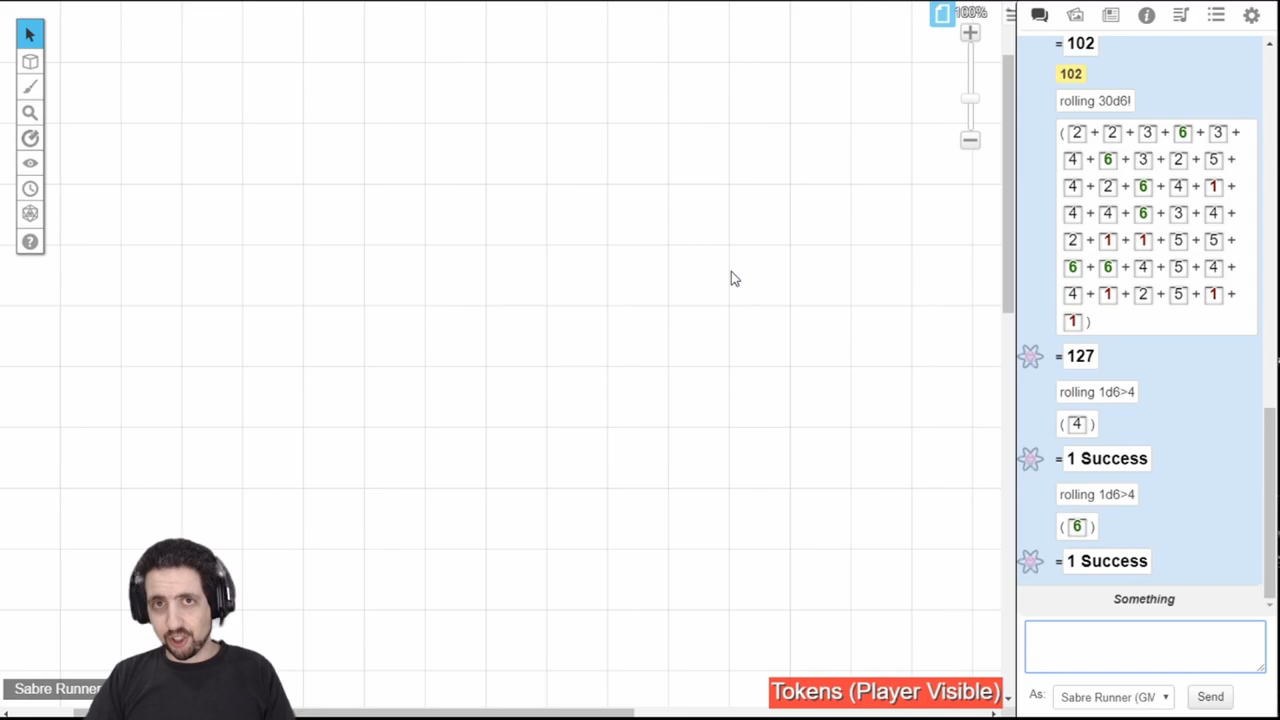 100%
= 102
102
rolling 30d6!
( 2 + 2 + 3 + 6 + 3 +
4 + 6 + 3 + 2 + 5 +
4 + 2 + 6 + 4 + 1 +
4 + 4 + 6 + 3 + 4 +
2 + 1 + 1 + 5 + 5 +
6 + 6 + 4 + 5 + 4 +
4 + 1 + 2 + 5 + 1 +
1 )
= 127
rolling 1d6>4
( 4 )
= 1 Success
rolling 1d6>4
( 6 )
= 1 Success
Something
Sabre Runner
Tokens (Player Visible)
As: Sabre Runner (GM
Send